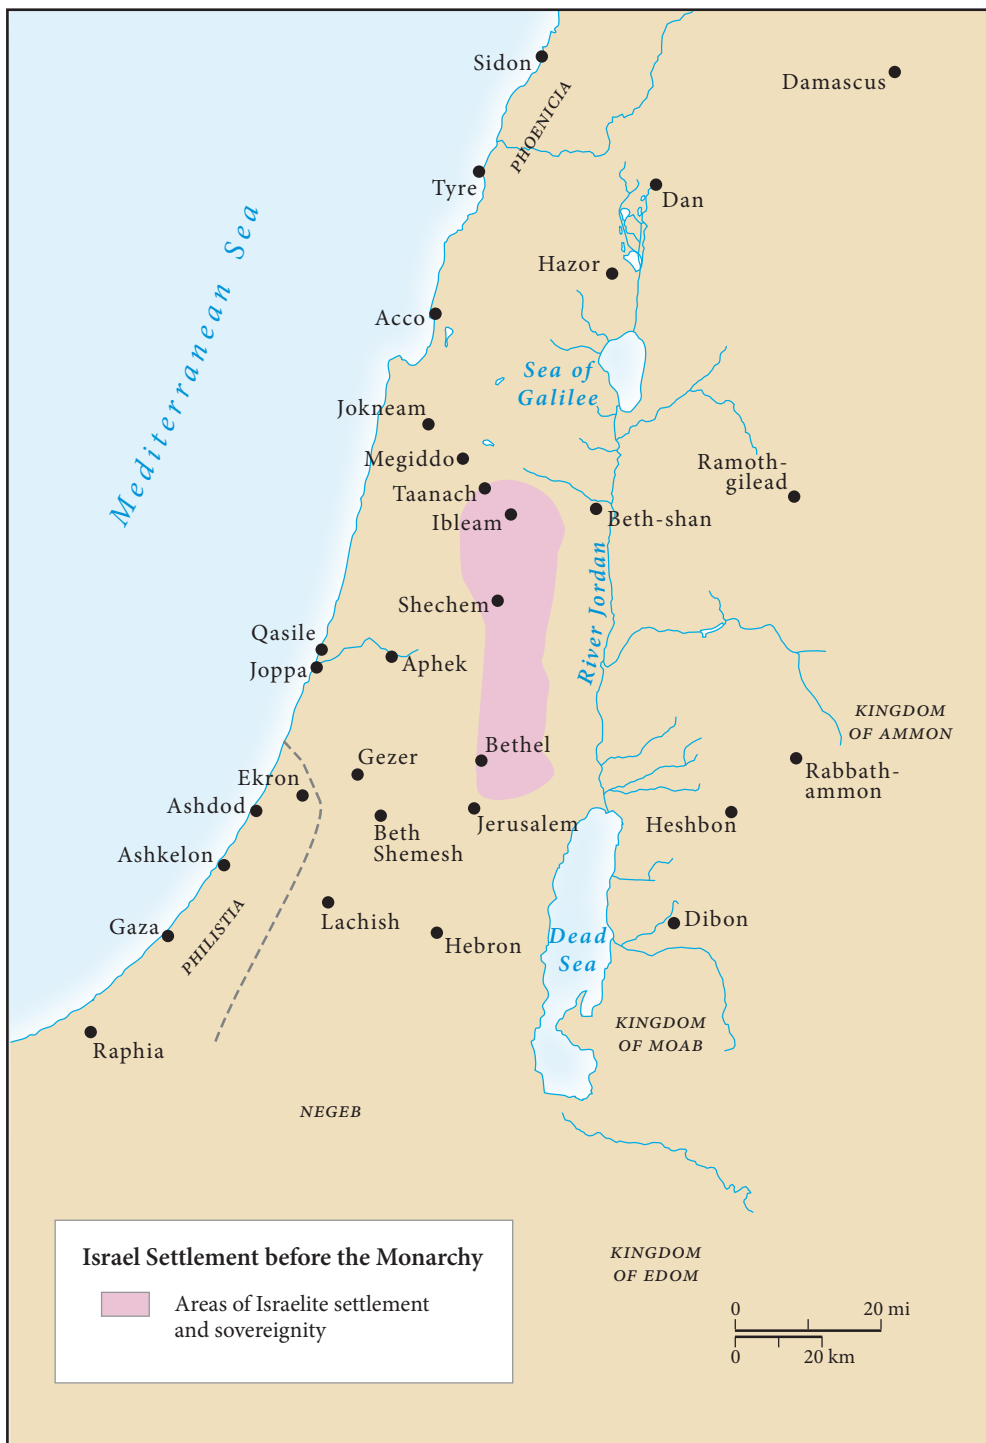 Sidon
Damascus
PHOENICIA
Tyre
Dan
Mediterranean Sea
Hazor
Acco
Sea of
Galilee
Jokneam
Megiddo
Ramoth-
gilead
Taanach
Ibleam
Beth-shan
River Jordan
Shechem
Qasile
Joppa
Aphek
KINGDOM
OF AMMON
Bethel
Gezer
Rabbath-
ammon
Ekron
Ashdod
Jerusalem
Heshbon
Beth
Shemesh
Ashkelon
Lachish
Dibon
Gaza
PHILISTIA
Hebron
Dead
Sea
KINGDOM
OF MOAB
Raphia
NEGEB
Israel Settlement before the Monarchy
Areas of Israelite settlement
and sovereignity
KINGDOM
OF EDOM
0 20 mi
0 20 km